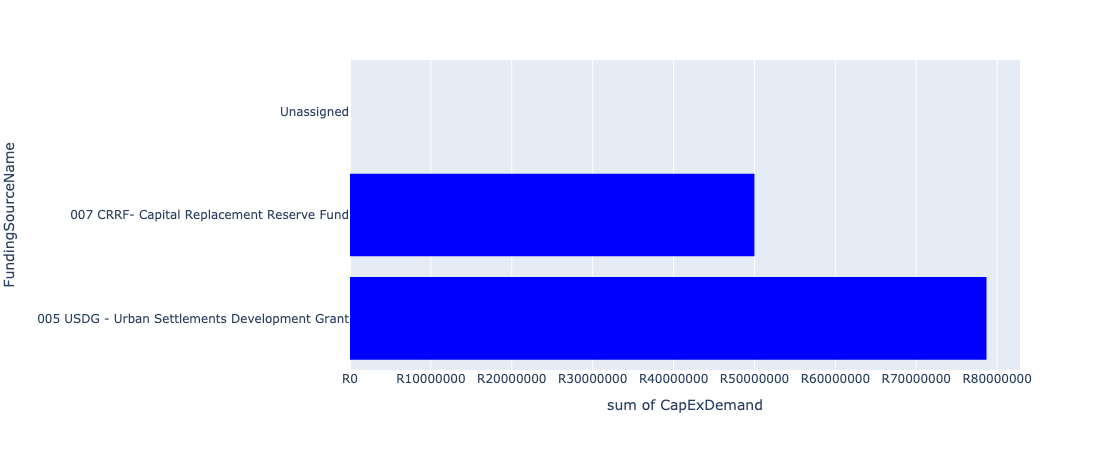 FundingSourceName
Unassigned
007 CRRF- Capital Replacement Reserve Fund
005 USDG - Urban Settlements Development Grant
R0 R10000000 R20000000 R30000000 R40000000 R50000000 R60000000 R70000000 R80000000
sum of CapExDemand